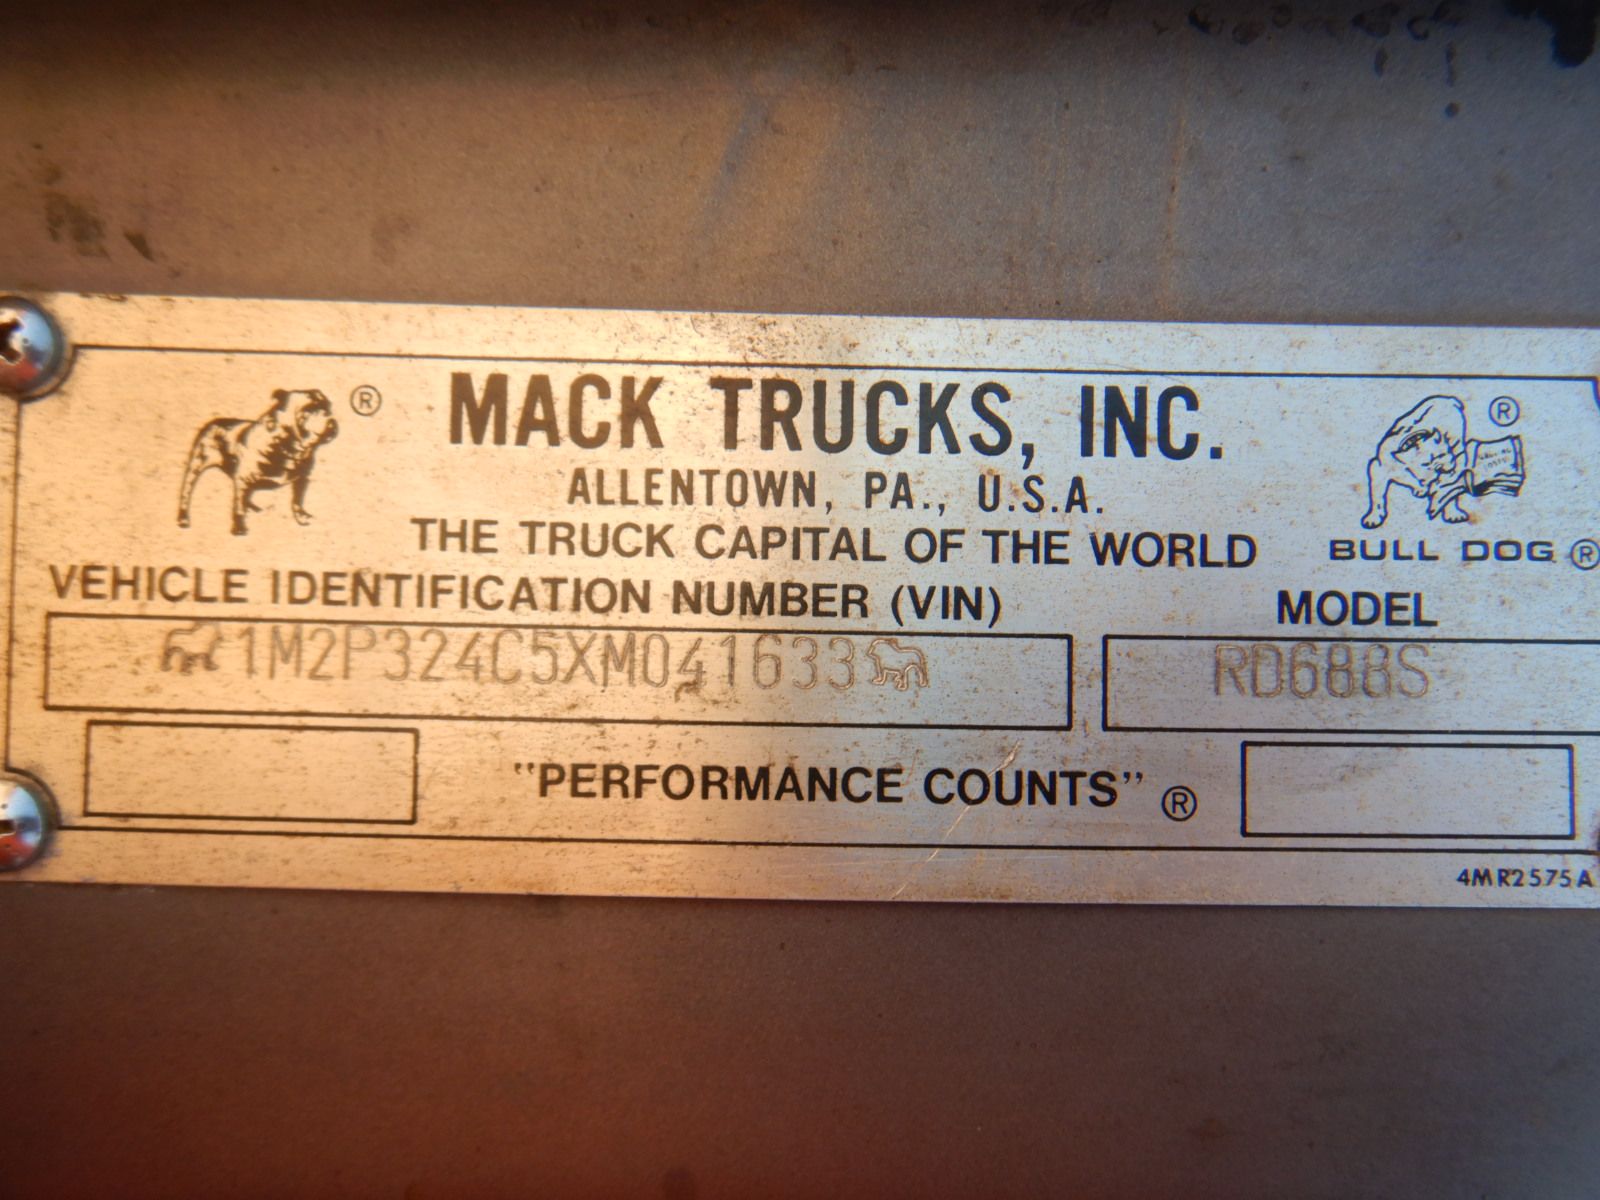 ® MACK TRUCKS, INC. ®
ALLENTOWN, PA., U.S.A.
THE TRUCK CAPITAL OF THE WORLD
BULL DOG ®
VEHICLE IDENTIFICATION NUMBER (VIN)
MODEL
1M2P324C5XM041633
RD688S
"PERFORMANCE COUNTS" ®
4MR2575A